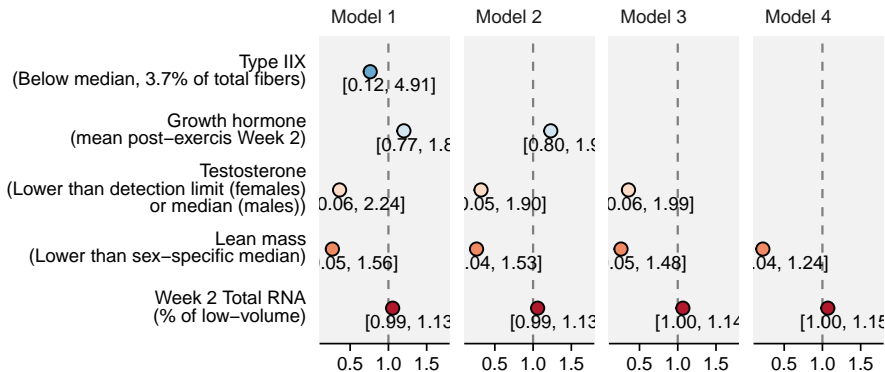 Model 1 Model 2 Model 3 Model 4
Type IIX
(Below median, 3.7% of total fibers)
[0.12, 4.91]
Growth hormone
(mean post−exercis Week 2)
[0.77, 1.8 [0.80, 1.9
Testosterone
(Lower than detection limit (females)
or median (males))
0.06, 2.24] 0.05, 1.90] 0.06, 1.99]
Lean mass
(Lower than sex−specific median)
.05, 1.56] .04, 1.53] .05, 1.48] .04, 1.24]
Week 2 Total RNA
(% of low−volume)
[0.99, 1.13 [0.99, 1.13 [1.00, 1.14 [1.00, 1.15
0.5 1.0 1.5 0.5 1.0 1.5 0.5 1.0 1.5 0.5 1.0 1.5